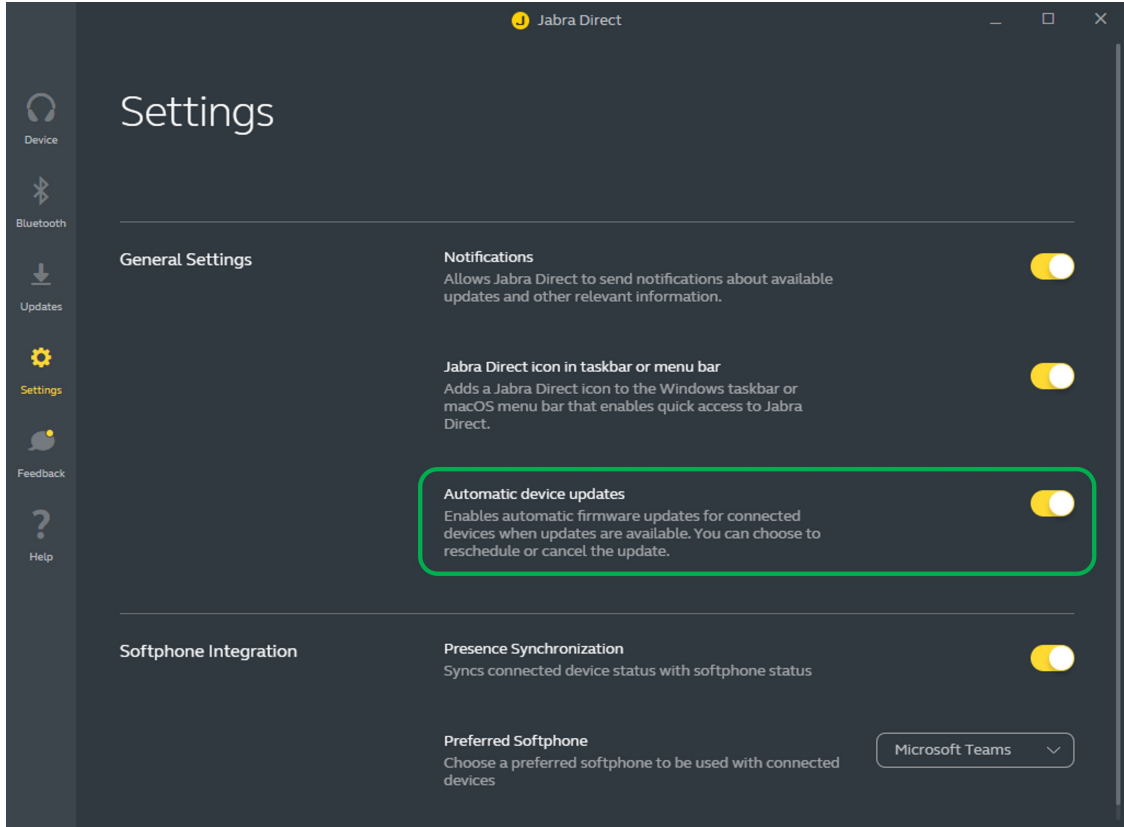 Jabra Direct
Settings
Device
Bluetooth
Updates
Settings
Feedback
Help
General Settings
Notifications
Allows Jabra Direct to send notifications about available
updates and other relevant information.
Jabra Direct icon in taskbar or menu bar
Adds a Jabra Direct icon to the Windows taskbar or
macOS menu bar that enables quick access to Jabra
Direct.
Automatic device updates
Enables automatic firmware updates for connected
devices when updates are available. You can choose to
reschedule or cancel the update.
Softphone Integration
Presence Synchronization
Syncs connected device status with softphone status
Preferred Softphone
Choose a preferred softphone to be used with connected
devices
Microsoft Teams